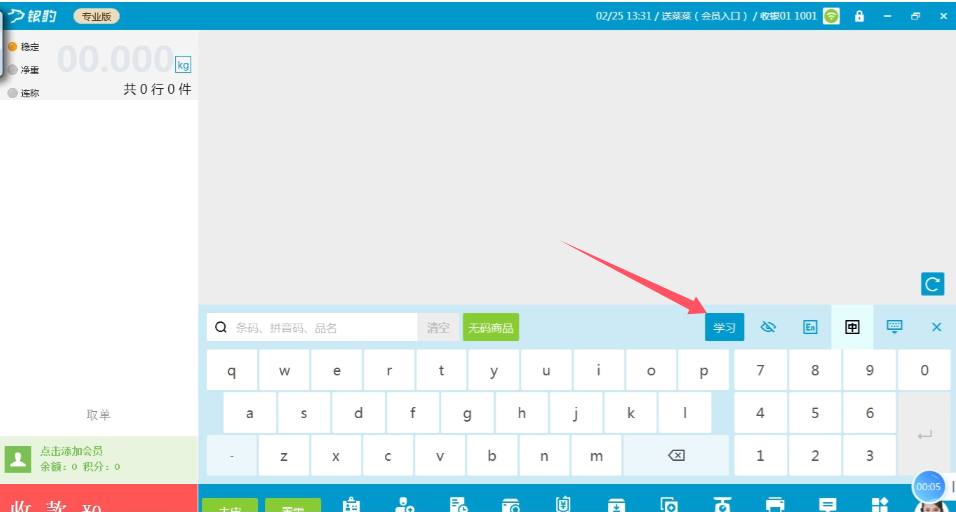 银豹 专业版 02/25 13:31 / 送菜菜（会员入口）/ 收银01 1001
稳定
净重
连称
00.000 kg
共 0 行 0 件
条码、拼音码、品名 清空 无码商品 学习 En 中
q w e r t y u i o p 7 8 9 0
a s d f g h j k l 4 5 6
- z x c v b n m 1 2 3
取单
点击添加会员
余额：0 积分：0
00:05
收 款 ¥0